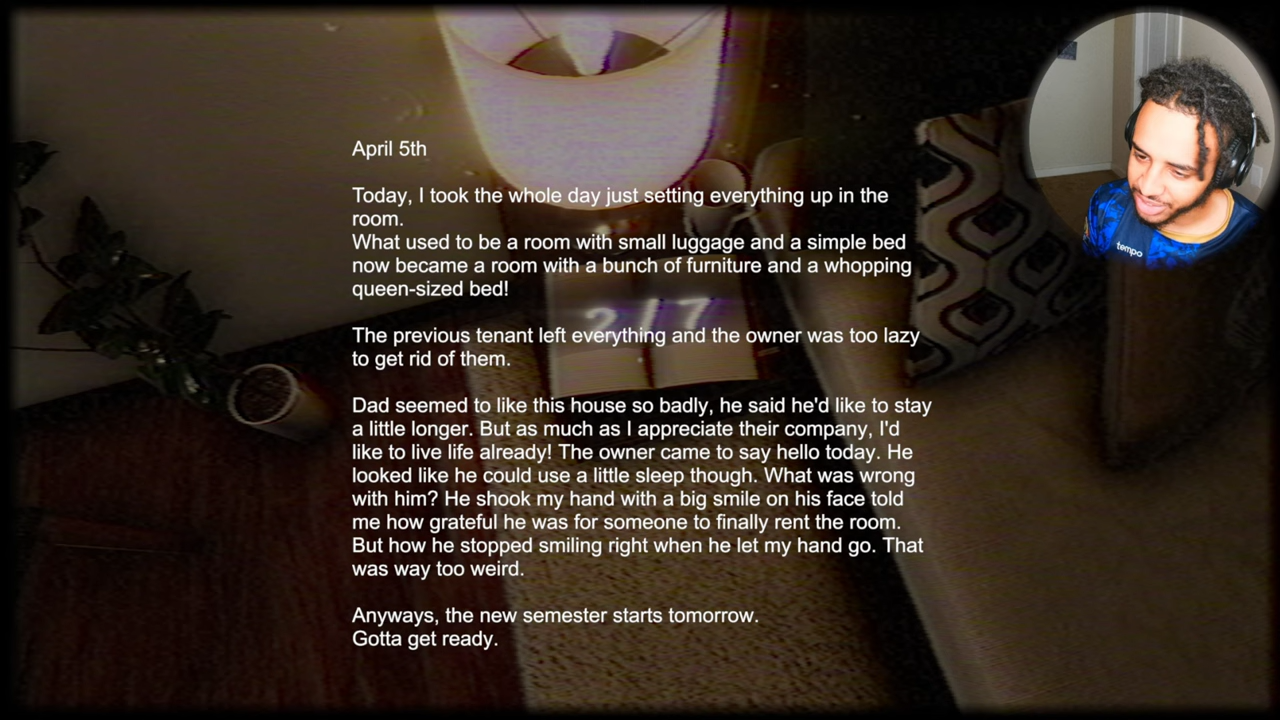 April 5th
Today, I took the whole day just setting everything up in the
room.
What used to be a room with small luggage and a simple bed
now became a room with a bunch of furniture and a whopping
queen-sized bed!
2/7
The previous tenant left everything and the owner was too lazy
to get rid of them.
Dad seemed to like this house so badly, he said he'd like to stay
a little longer. But as much as I appreciate their company, I'd
like to live life already! The owner came to say hello today. He
looked like he could use a little sleep though. What was wrong
with him? He shook my hand with a big smile on his face told
me how grateful he was for someone to finally rent the room.
But how he stopped smiling right when he let my hand go. That
was way too weird.
Anyways, the new semester starts tomorrow.
Gotta get ready.
tempo